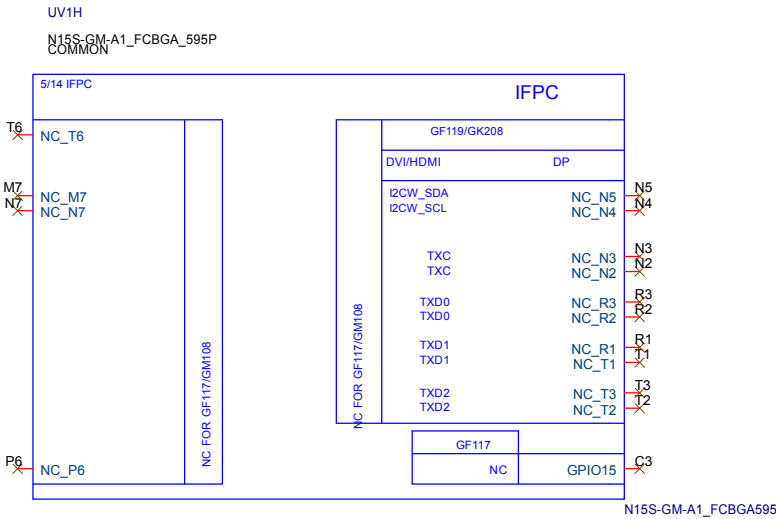 UV1H
N15S-GM-A1_FCBGA_595P
COMMON
5/14 IFPC
IFPC
GF119/GK208
DVI/HDMI DP
T6 NC_T6
M7 NC_M7
N7 NC_N7
P6 NC_P6
NC FOR GF117/GM108
NC FOR GF117/GM108
I2CW_SDA NC_N5 N5
I2CW_SCL NC_N4 N4
TXC NC_N3 N3
TXC NC_N2 N2
TXD0 NC_R3 R3
TXD0 NC_R2 R2
TXD1 NC_R1 R1
TXD1 NC_T1 T1
TXD2 NC_T3 T3
TXD2 NC_T2 T2
GF117
NC GPIO15 C3
N15S-GM-A1_FCBGA595